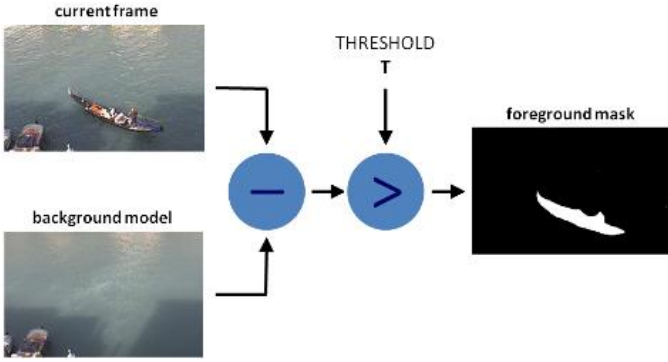 current frame
THRESHOLD
T
foreground mask
−
>
background model